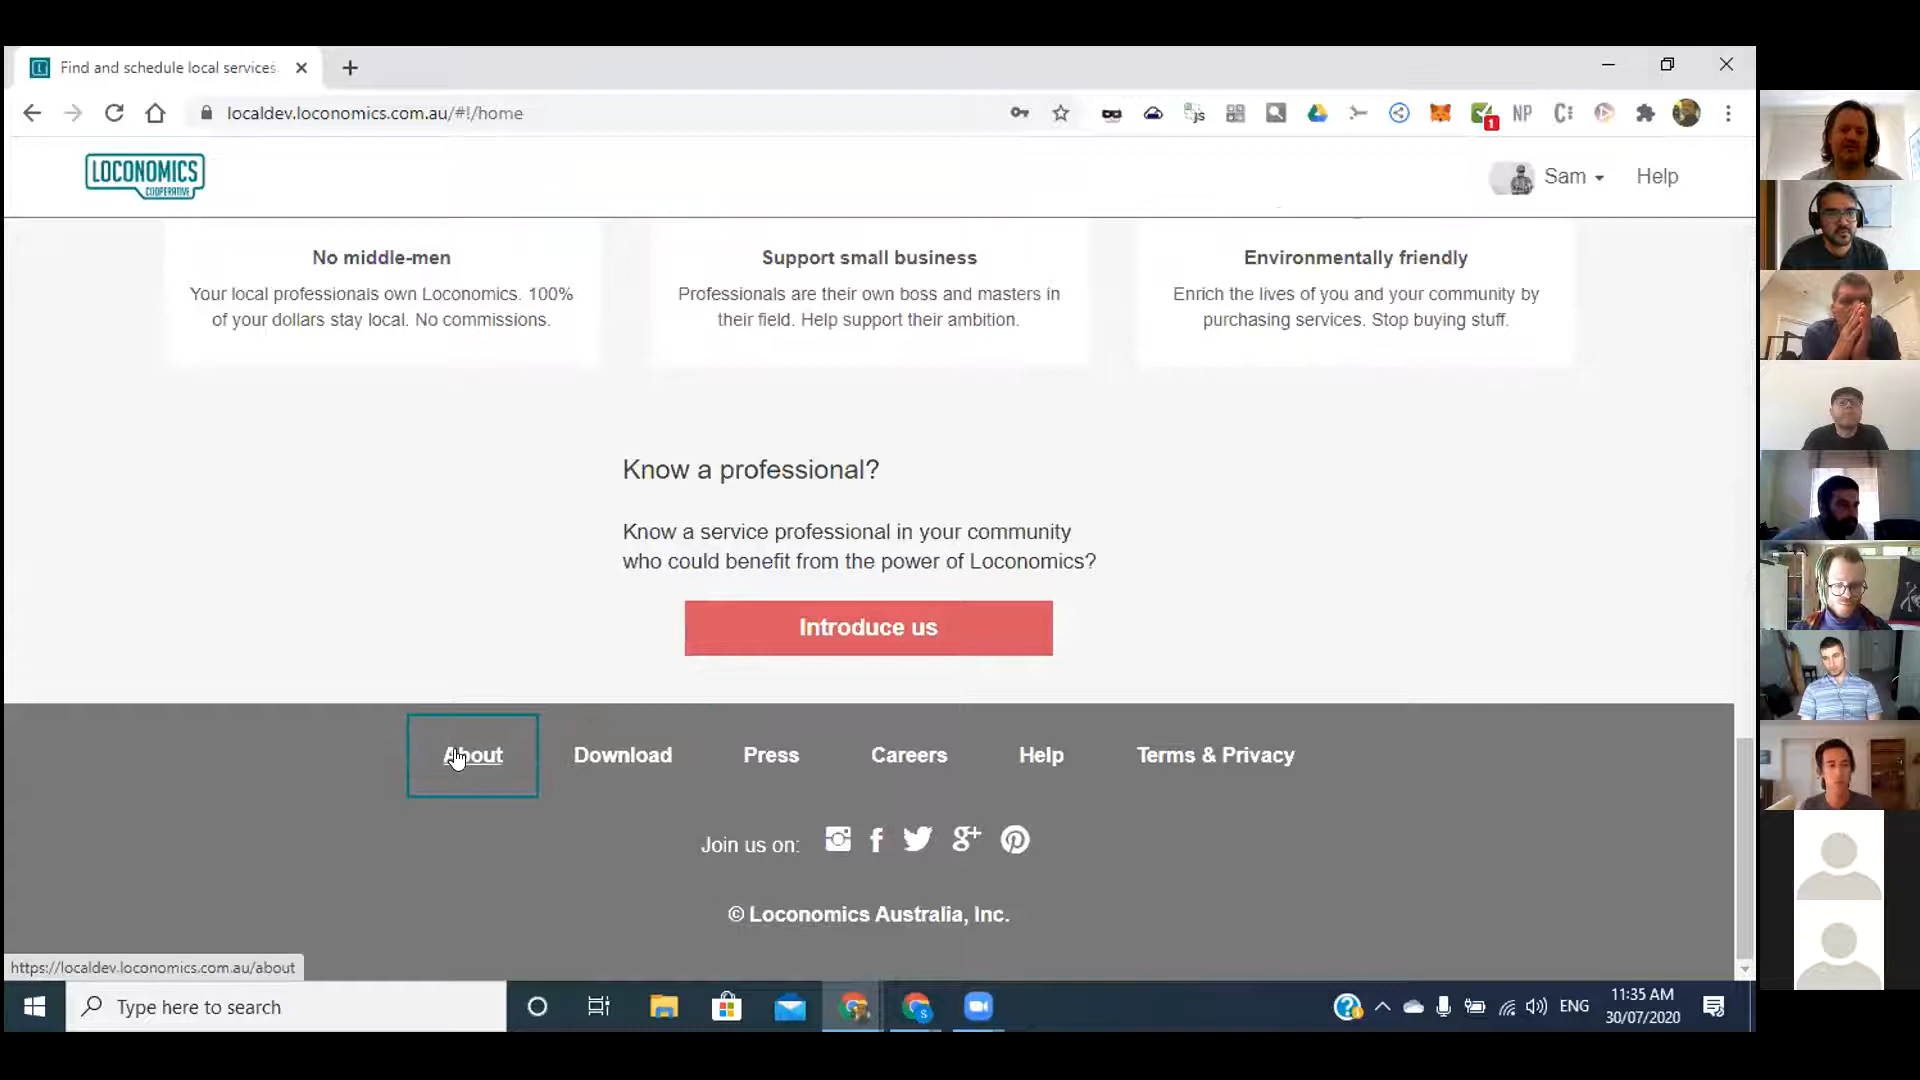 Find and schedule local services
localdev.loconomics.com.au/#!/home
js
1
NP
LOCONOMICS
COOPERATIVE
Sam
Help
No middle-men
Your local professionals own Loconomics. 100%
of your dollars stay local. No commissions.
Support small business
Professionals are their own boss and masters in
their field. Help support their ambition.
Environmentally friendly
Enrich the lives of you and your community by
purchasing services. Stop buying stuff.
Know a professional?
Know a service professional in your community
who could benefit from the power of Loconomics?
Introduce us
About
Download
Press
Careers
Help
Terms & Privacy
Join us on:
© Loconomics Australia, Inc.
https://localdev.loconomics.com.au/about
Type here to search
ENG
11:35 AM
30/07/2020